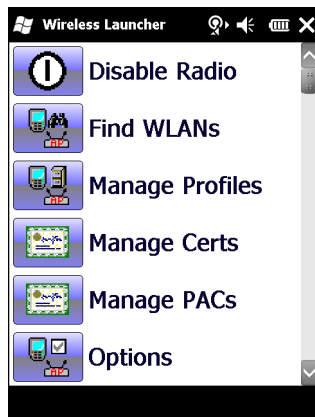 Wireless Launcher
Disable Radio
Find WLANs
Manage Profiles
Manage Certs
Manage PACs
Options